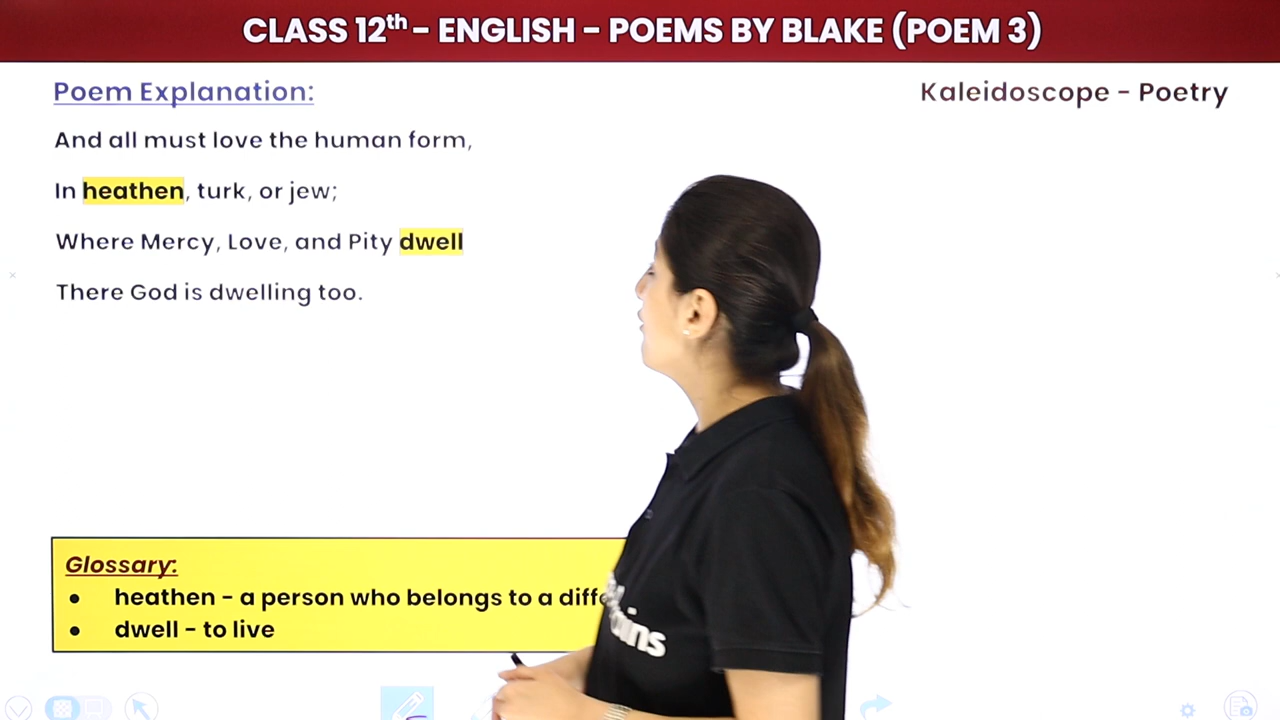 CLASS 12th – ENGLISH – POEMS BY BLAKE (POEM 3)
Poem Explanation:
Kaleidoscope – Poetry
And all must love the human form,
In heathen, turk, or jew;
Where Mercy, Love, and Pity dwell
There God is dwelling too.
Glossary:
● heathen – a person who belongs to a
● dwell – to live